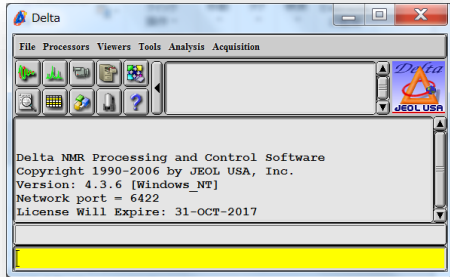 Delta
File Processors Viewers Tools Analysis Acquisition
Delta
JEOL USA
Delta NMR Processing and Control Software
Copyright 1990-2006 by JEOL USA, Inc.
Version: 4.3.6 [Windows_NT]
Network port = 6422
License Will Expire: 31-OCT-2017